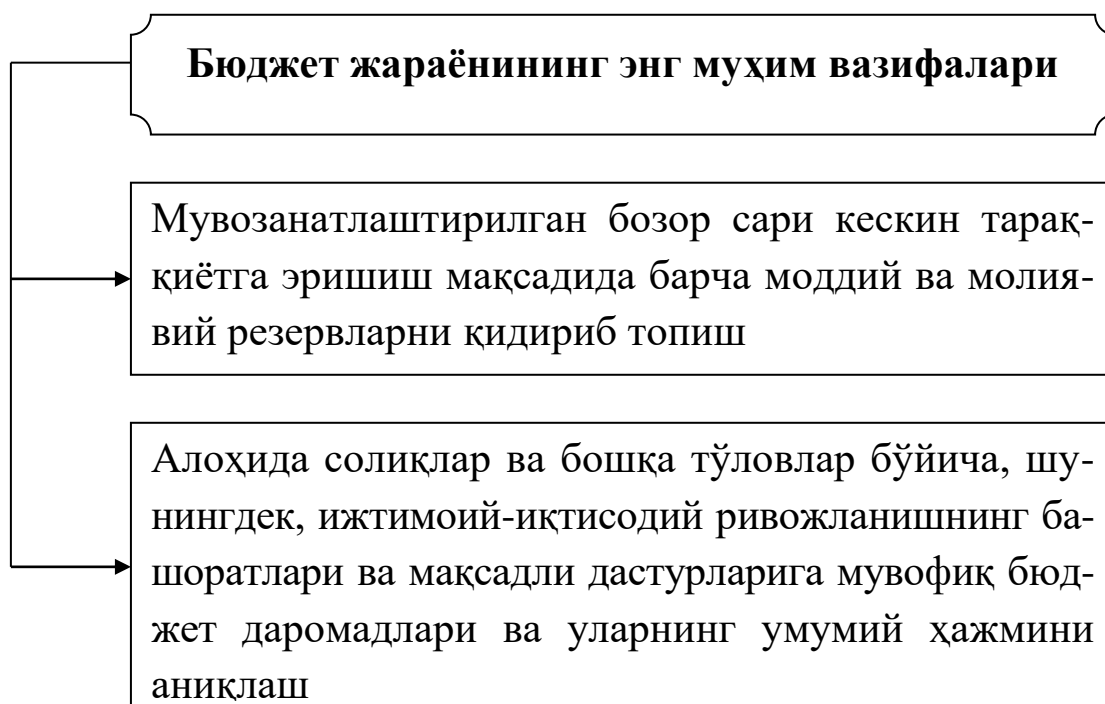 Бюджет жараёнининг энг муҳим вазифалари
Мувозанатлаштирилган бозор сари кескин тарақ-
қиётга эришиш мақсадида барча моддий ва молия-
вий резервларни қидириб топиш
Алоҳида солиқлар ва бошқа тўловлар бўйича, шу-
нингдек, ижтимоий-иқтисодий ривожланишнинг ба-
шоратлари ва мақсадли дастурларига мувофиқ бюд-
жет даромадлари ва уларнинг умумий ҳажмини
аниқлаш